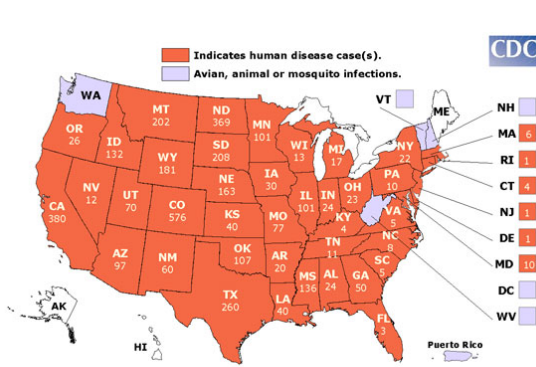 Indicates human disease case(s).
Avian, animal or mosquito infections.
CDC
WA
MT
202
ND
369
MN
101
VT
ME
NH
OR
26
ID
132
WY
181
SD
208
WI
13
MI
17
NY
22
MA 6
RI 1
CT 4
NJ 1
DE 1
MD 10
DC
WV
NV
12
UT
70
CO
576
NE
163
IA
30
IL
101
IN
24
OH
23
PA
10
CA
380
KS
40
MO
77
KY
4
VA
5
AZ
97
NM
60
OK
107
AR
20
TN
11
NC
8
SC
5
TX
260
LA
40
MS
136
AL
24
GA
50
FL
3
AK
HI
Puerto Rico